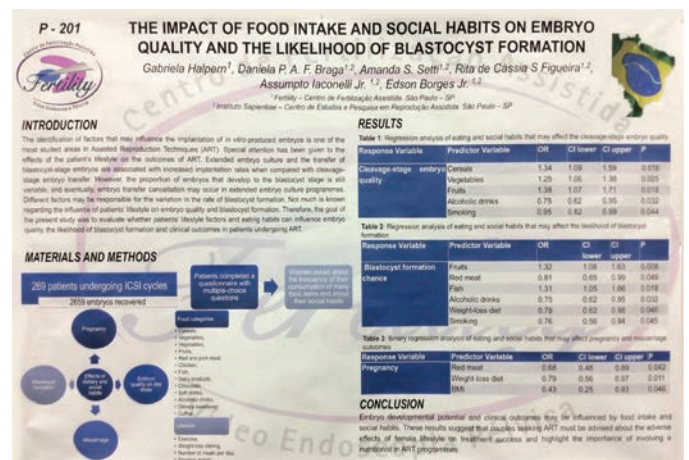 P - 201
THE IMPACT OF FOOD INTAKE AND SOCIAL HABITS ON EMBRYO
QUALITY AND THE LIKELIHOOD OF BLASTOCYST FORMATION
Gabriela Halpern1, Daniela P. A. F. Braga1,2, Amanda S. Setti1,2, Rita de Cássia S Figueira1,2,
Assumpto Iaconelli Jr. 1,2, Edson Borges Jr. 1,2
1 Fertility – Centro de Fertilização Assistida. São Paulo – SP
2 Instituto Sapientiae – Centro de Estudos e Pesquisa em Reprodução Assistida. São Paulo – SP
Fertility
INTRODUCTION
The identification of factors that may influence the implantation of in vitro-produced embryos is one of the
most studied areas in Assisted Reproduction Techniques (ART). Special attention has been given to the
effects of the patient's lifestyle on the outcomes of ART. Extended embryo culture and the transfer of
blastocyst-stage embryos are associated with increased implantation rates when compared with cleavage-
stage embryo transfer. However, the proportion of embryos that develop to the blastocyst stage is still
variable, and eventually, embryo transfer cancellation may occur in extended embryo culture programmes.
Different factors may be responsible for the variation in the rate of blastocyst formation. Not much is known
regarding the influence of patients lifestyle on embryo quality and blastocyst formation. Therefore, the goal of
the present study was to evaluate whether patients lifestyle factors and eating habits can influence embryo
quality, the likelihood of blastocyst formation and clinical outcomes in patients undergoing ART.
MATERIALS AND METHODS
269 patients undergoing ICSI cycles
2659 embryos recovered
Patients completed a
questionnaire with
multiple-choice
questions
Patients asked about
the frequency of their
consumption of many
food items and about
their social habits
Pregnancy
Effects of
dietary and
social
habits
Embryo
quality on day
three
Blastocyst
formation
Miscarriage
Food categories
• Cereals,
• Vegetables,
• Vegetables,
• Fruits,
• Red and pork meat,
• Chicken,
• Fish,
• Dairy products,
• Chocolate,
• Soft drinks,
• Alcoholic drinks,
• Coffee
Lifestyle
• Exercise,
• Weight-loss dieting,
• Number of meals per day,
• Smoking habits
RESULTS
Table 1: Regression analysis of eating and social habits that may affect the cleavage-stage embryo quality
Response Variable Predictor Variable OR CI lower CI upper P
Cleavage-stage embryo Cereals 1.34 1.09 1.59 0.018
quality Vegetables 1.25 1.06 1.38 0.025
Fruits 1.38 1.07 1.71 0.018
Alcoholic drinks 0.75 0.62 0.95 0.032
Smoking 0.95 0.82 0.99 0.044
Table 2: Regression analysis of eating and social habits that may affect the likelihood of blastocyst
formation
Response Variable Predictor Variable OR CI lower CI upper P
Blastocyst formation Fruits 1.32 1.08 1.63 0.008
chance Red meat 0.81 0.65 0.99 0.049
Fish 1.31 1.05 1.66 0.018
Alcoholic drinks 0.75 0.62 0.95 0.032
Weight-loss diet 0.78 0.62 0.98 0.046
Smoking 0.76 0.56 0.94 0.045
Table 3: Binary regression analysis of eating and social habits that may affect pregnancy and miscarriage
outcomes
Response Variable Predictor Variable OR CI lower CI upper P
Pregnancy Red meat 0.68 0.48 0.89 0.042
Weight-loss diet 0.79 0.56 0.97 0.011
BMI 0.43 0.25 0.93 0.046
CONCLUSION
Embryo developmental potential and clinical outcomes may be influenced by food intake and
social habits. These results suggest that couples seeking ART must be advised about the adverse
effects of female lifestyle on treatment success and highlight the importance of involving a
nutritionist in ART programmes.